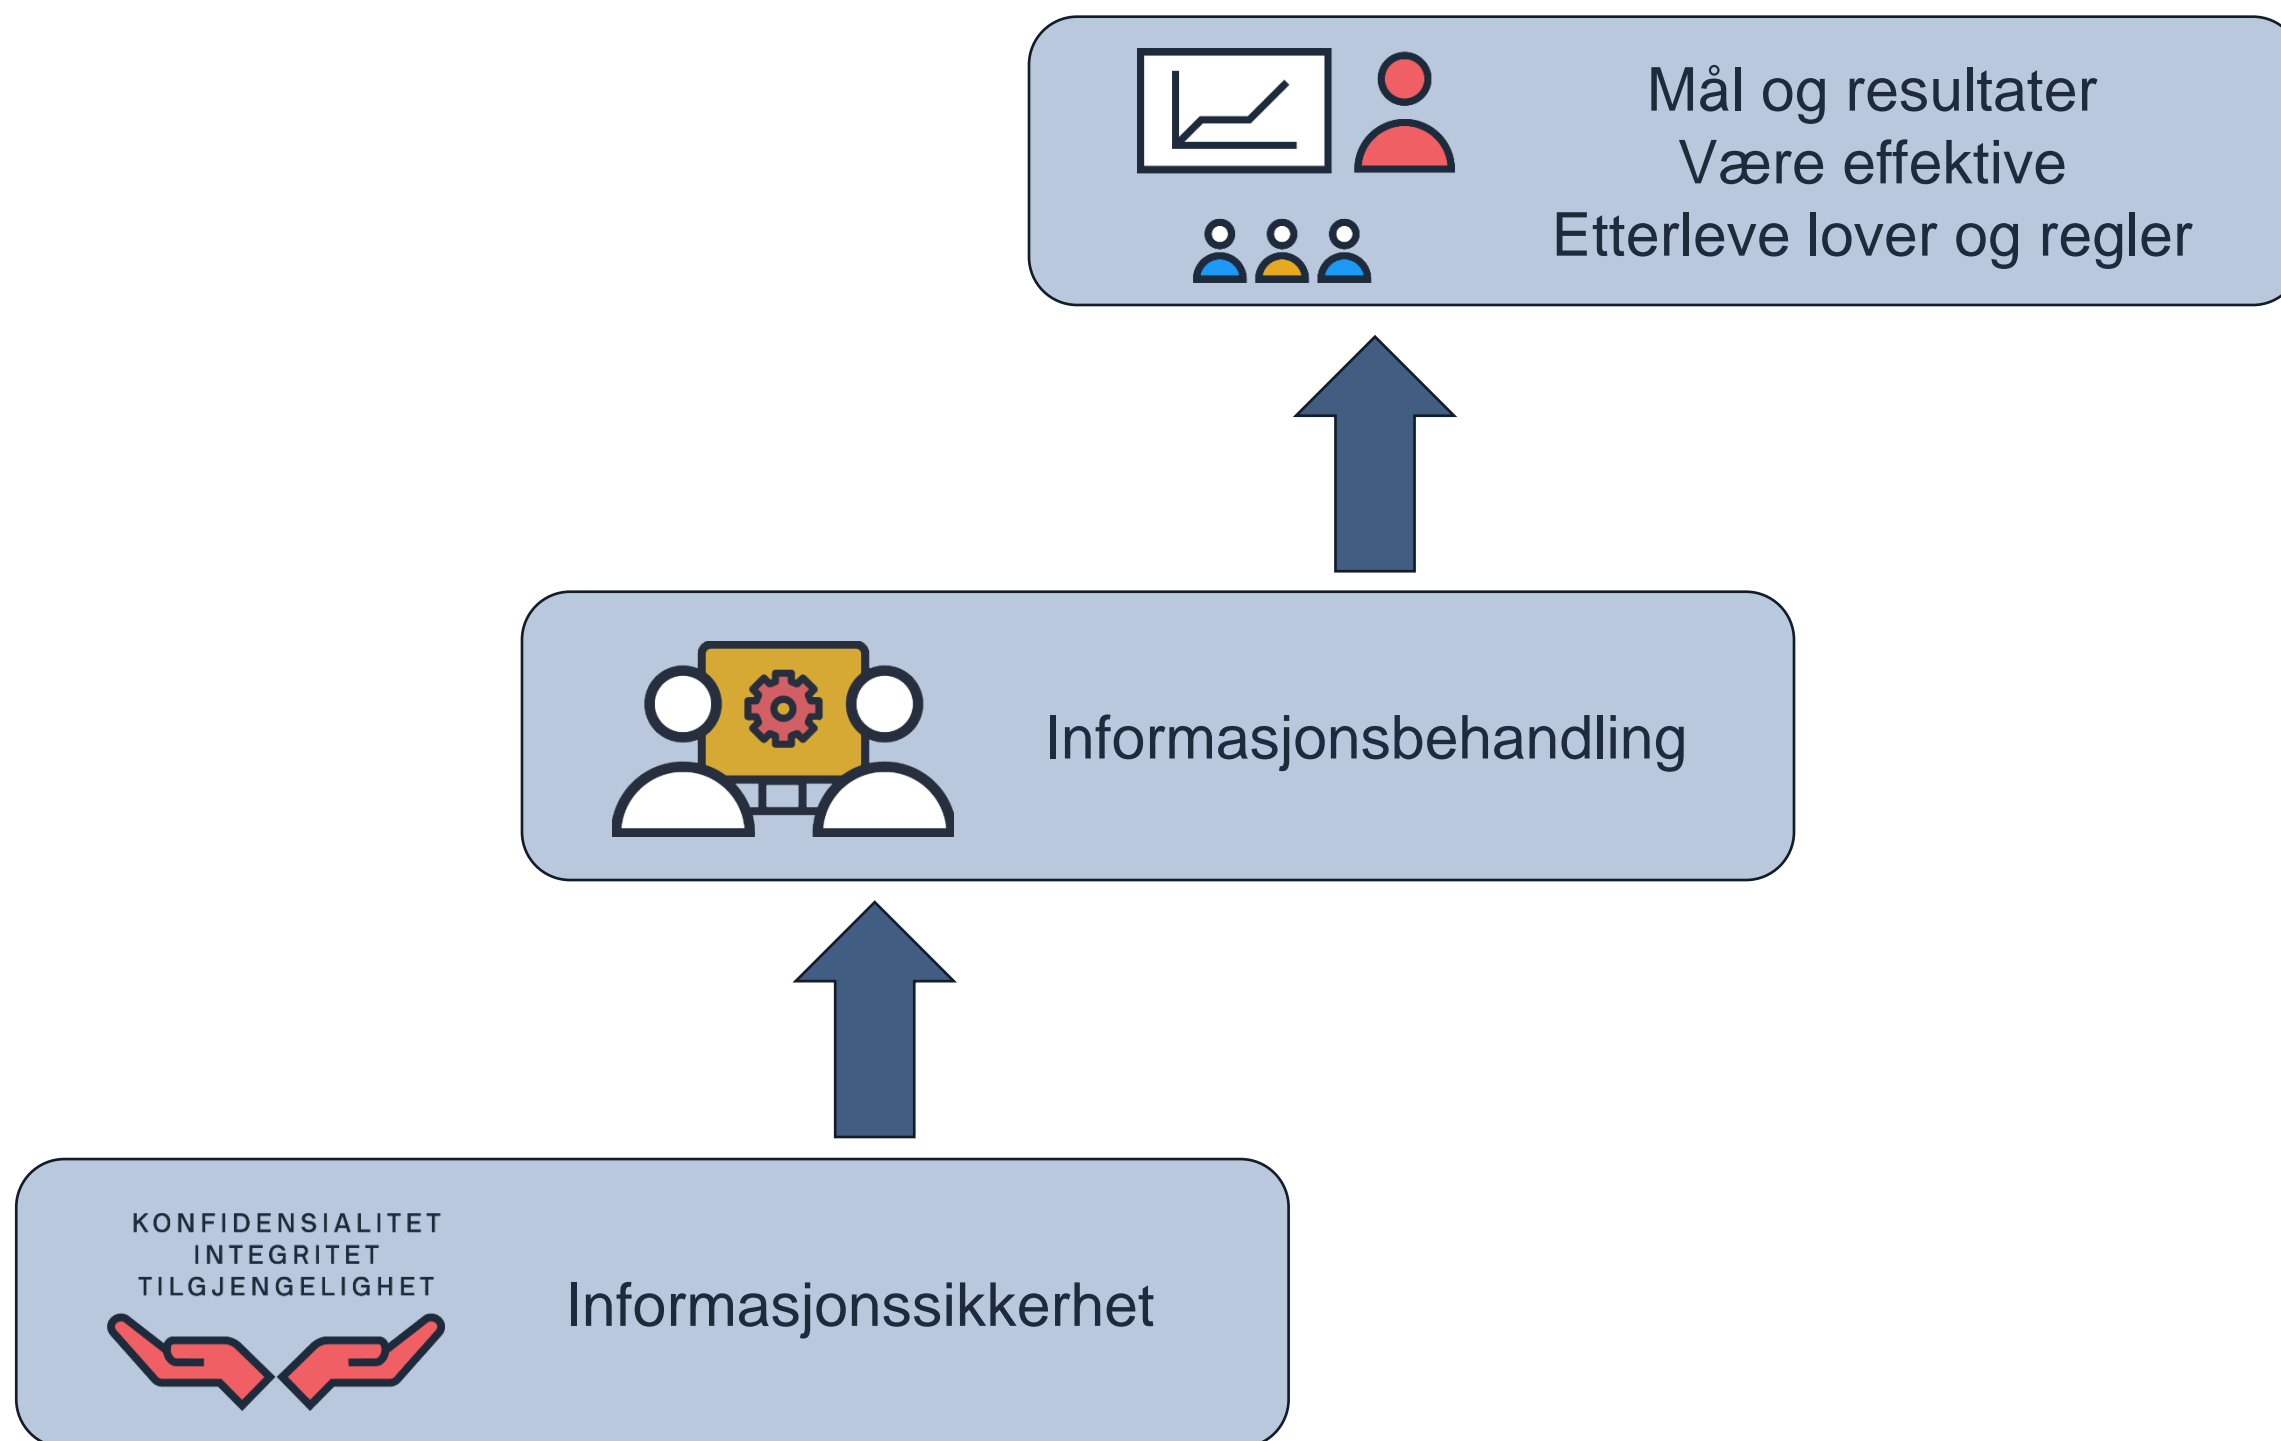 Mål og resultater
Være effektive
Etterleve lover og regler
Informasjonsbehandling
KONFIDENSIALITET
INTEGRITET
TILGJENGELIGHET
Informasjonssikkerhet